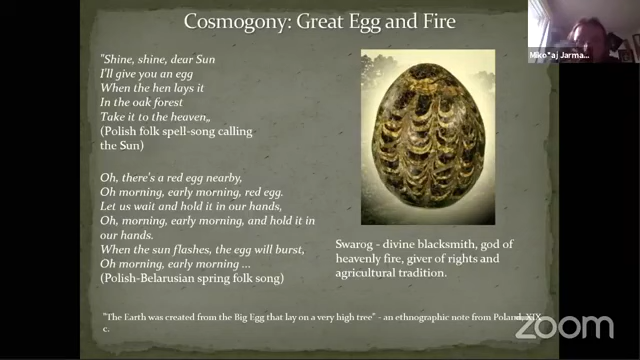 Cosmogony: Great Egg and Fire
"Shine, shine, dear Sun
I'll give you an egg
When the hen lays it
In the oak forest
Take it to the heaven„
(Polish folk spell-song calling
the Sun)
Oh, there's a red egg nearby,
Oh morning, early morning, red egg.
Let us wait and hold it in our hands,
Oh, morning, early morning, and hold it in
our hands.
When the sun flashes, the egg will burst,
Oh morning, early morning ...
(Polish-Belarusian spring folk song)
Swarog - divine blacksmith, god of
heavenly fire, giver of rights and
agricultural tradition.
"The Earth was created from the Big Egg that lay on a very high tree" - an ethnographic note from Poland, XIX
c.
Miko*aj Jarma...
zoom